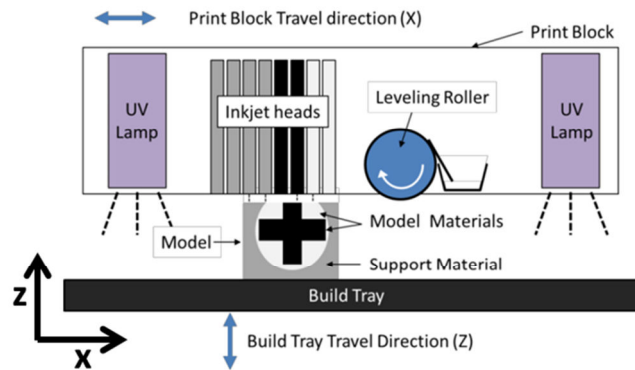 Print Block Travel direction (X)
Print Block
UV
Lamp
Inkjet heads
Leveling Roller
UV
Lamp
Model Materials
Model
Support Material
Build Tray
Z
X
Build Tray Travel Direction (Z)